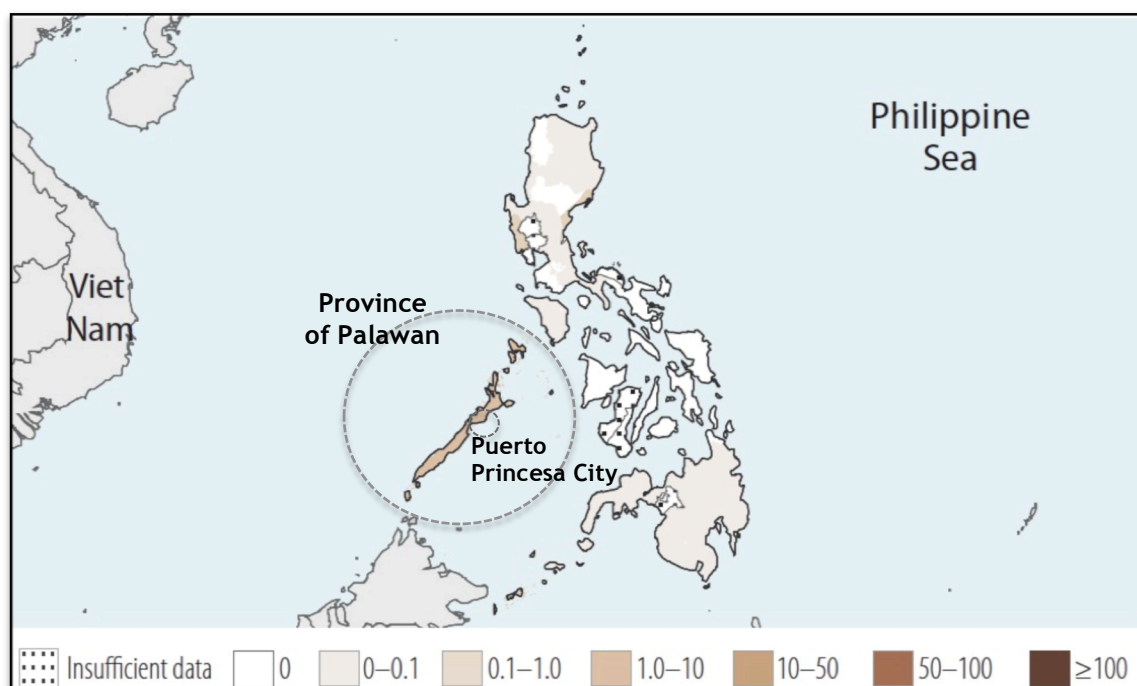 Philippine
Sea
Viet
Nam
Province
of Palawan
Puerto
Princesa City
Insufficient data 0 0–0.1 0.1–1.0 1.0–10 10–50 50–100 ≥100